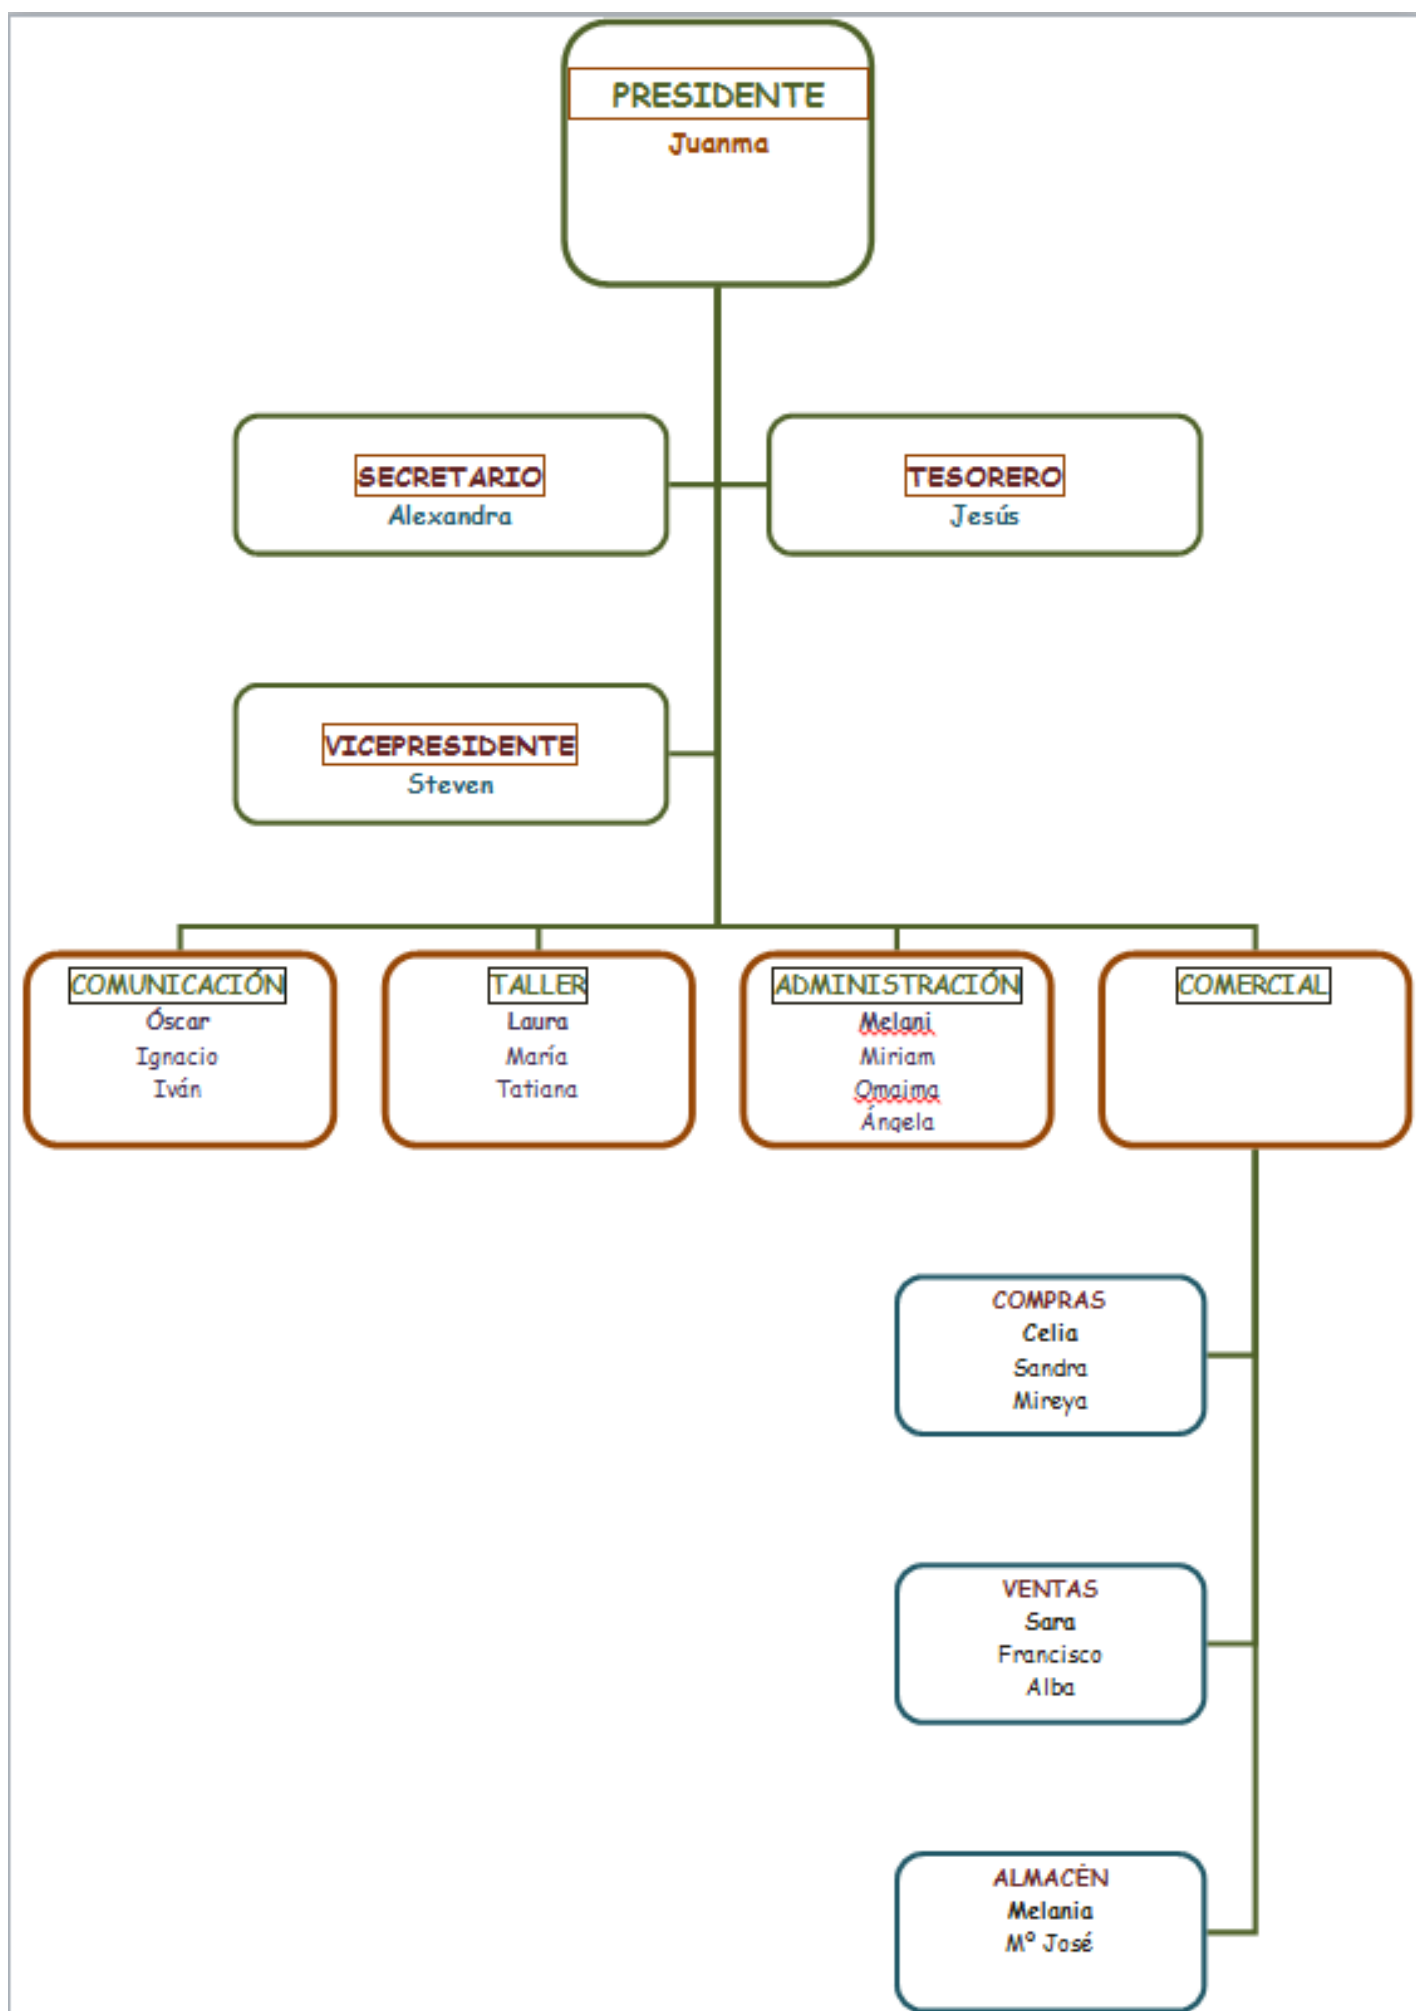 PRESIDENTE
Juanma
SECRETARIO
Alexandra
TESORERO
Jesús
VICEPRESIDENTE
Steven
COMUNICACIÓN
Óscar
Ignacio
Iván
TALLER
Laura
María
Tatiana
ADMINISTRACIÓN
Melani
Miriam
Omaima
Ángela
COMERCIAL
COMPRAS
Celia
Sandra
Mireya
VENTAS
Sara
Francisco
Alba
ALMACÉN
Melania
Mº José